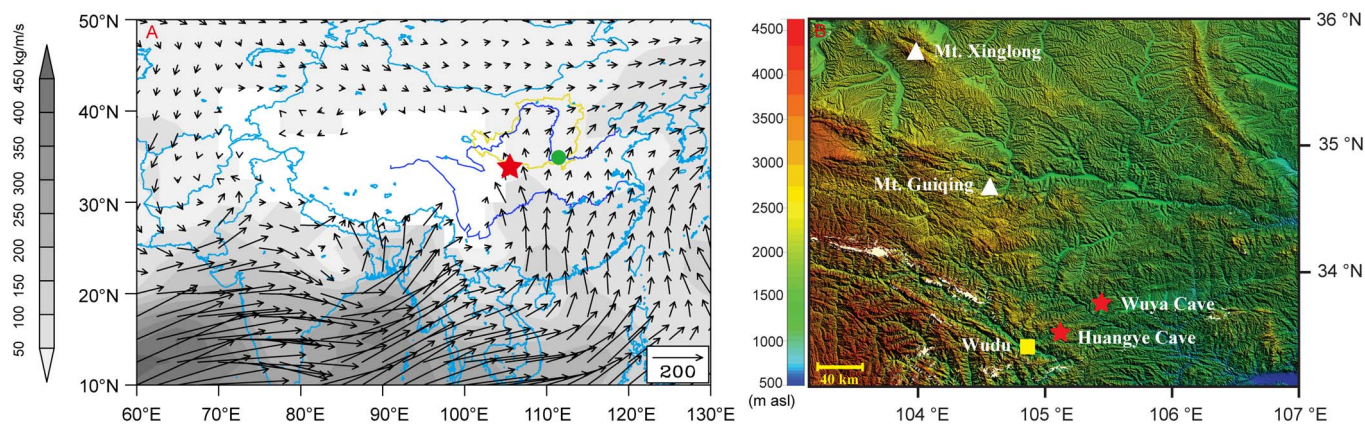 kg/m/s
450
400
350
300
250
200
150
100
50
A
50°N
40°N
30°N
20°N
10°N
60°E
70°E
80°E
90°E
100°E
110°E
120°E
130°E
200
4500
4000
3500
3000
2500
2000
1500
1000
500
(m asl)
B
Mt. Xinglong
Mt. Guiqing
Wuya Cave
Huangye Cave
Wudu
40 km
36 °N
35 °N
34 °N
104 °E
105 °E
106 °E
107 °E